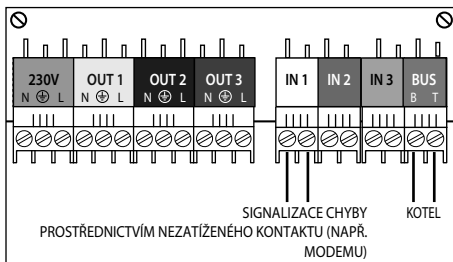 230V OUT 1 OUT 2 OUT 3 IN 1 IN 2 IN 3 BUS
N L N L N L N L B T
SIGNALIZACE CHYBY KOTEL
PROSTŘEDNICTVÍM NEZATÍŽENÉHO KONTAKTU (NAPŘ.
MODEMU)